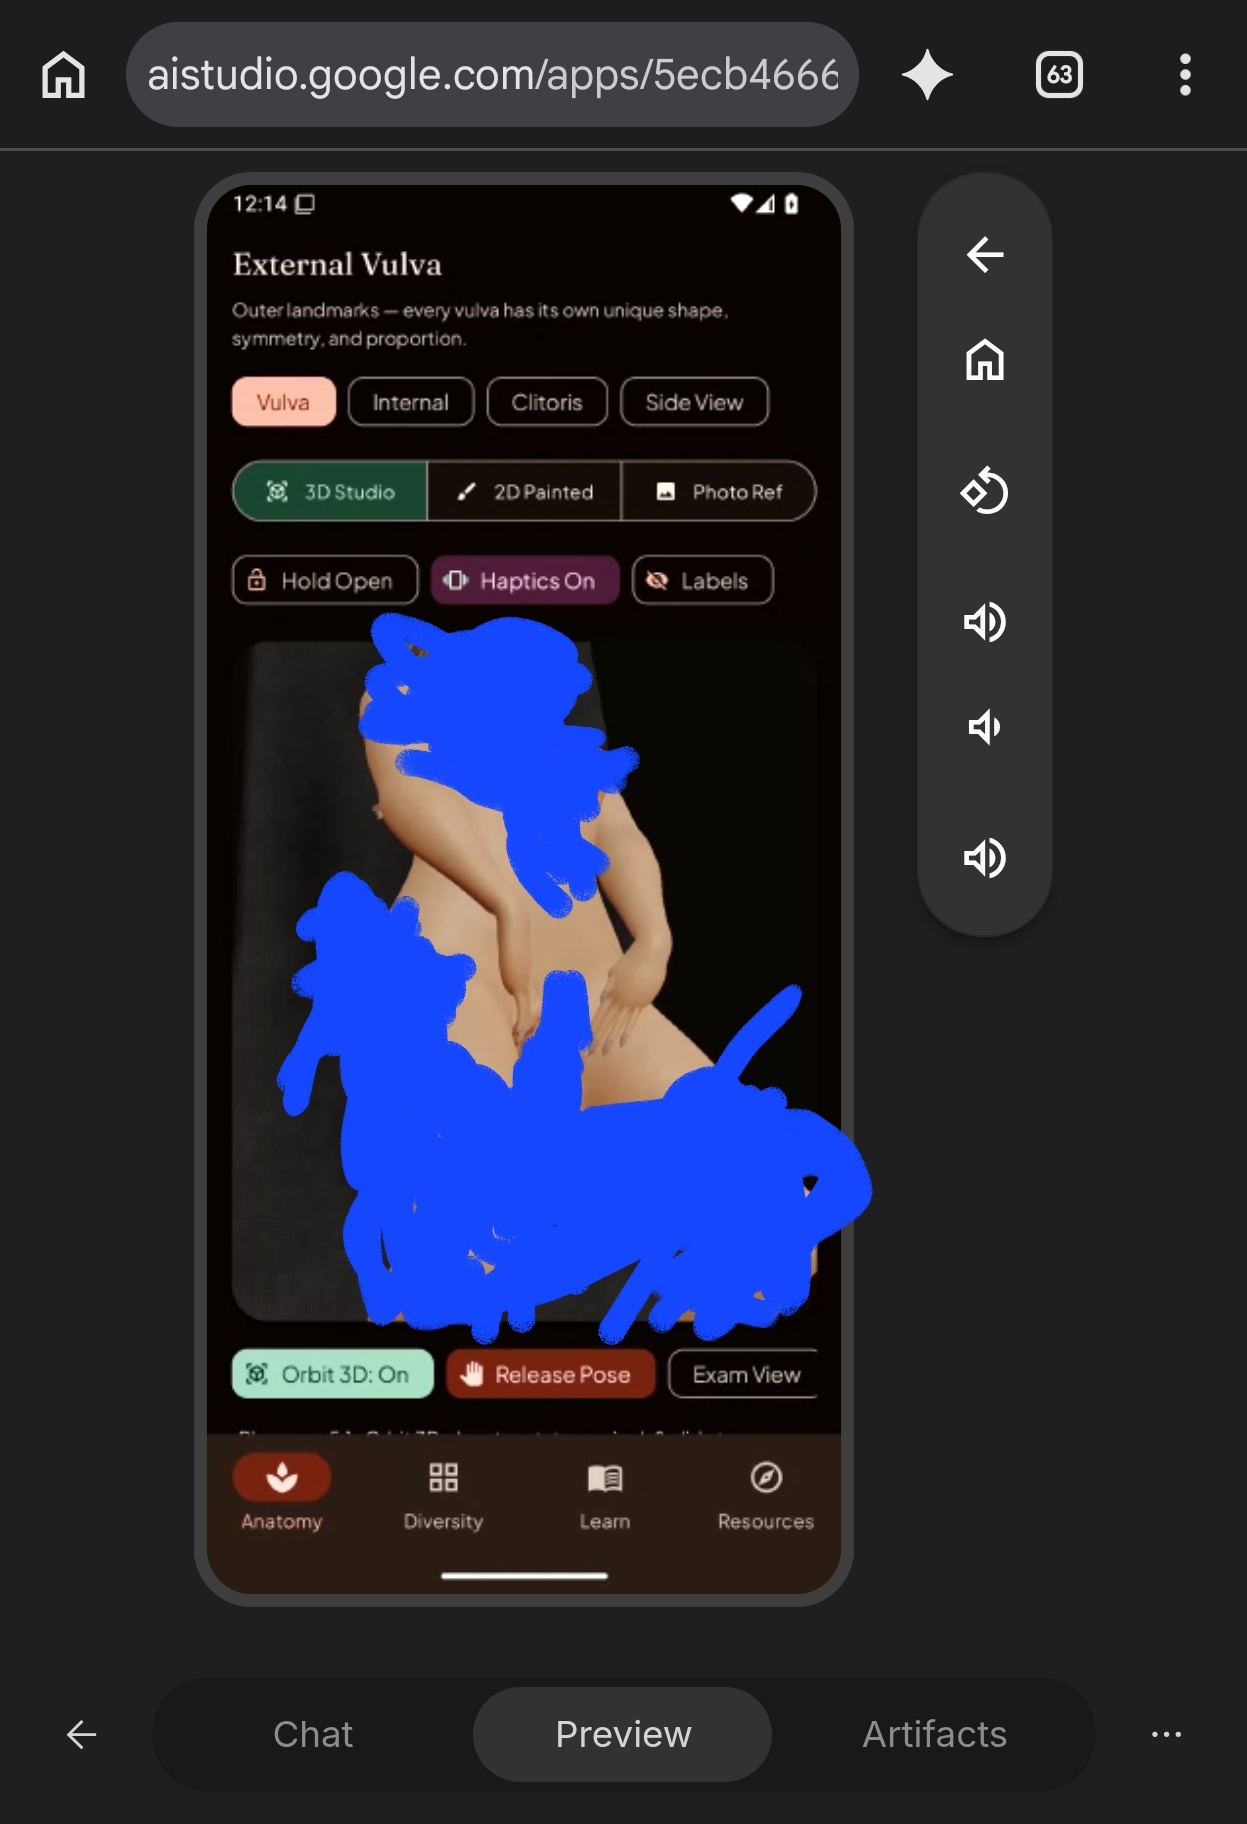 aistudio.google.com/apps/5ecb4666
63
12:14
External Vulva
Outer landmarks — every vulva has its own unique shape,
symmetry, and proportion.
Vulva Internal Clitoris Side View
3D Studio 2D Painted Photo Ref
Hold Open Haptics On Labels
Orbit 3D: On Release Pose Exam View
Anatomy Diversity Learn Resources
Chat Preview Artifacts